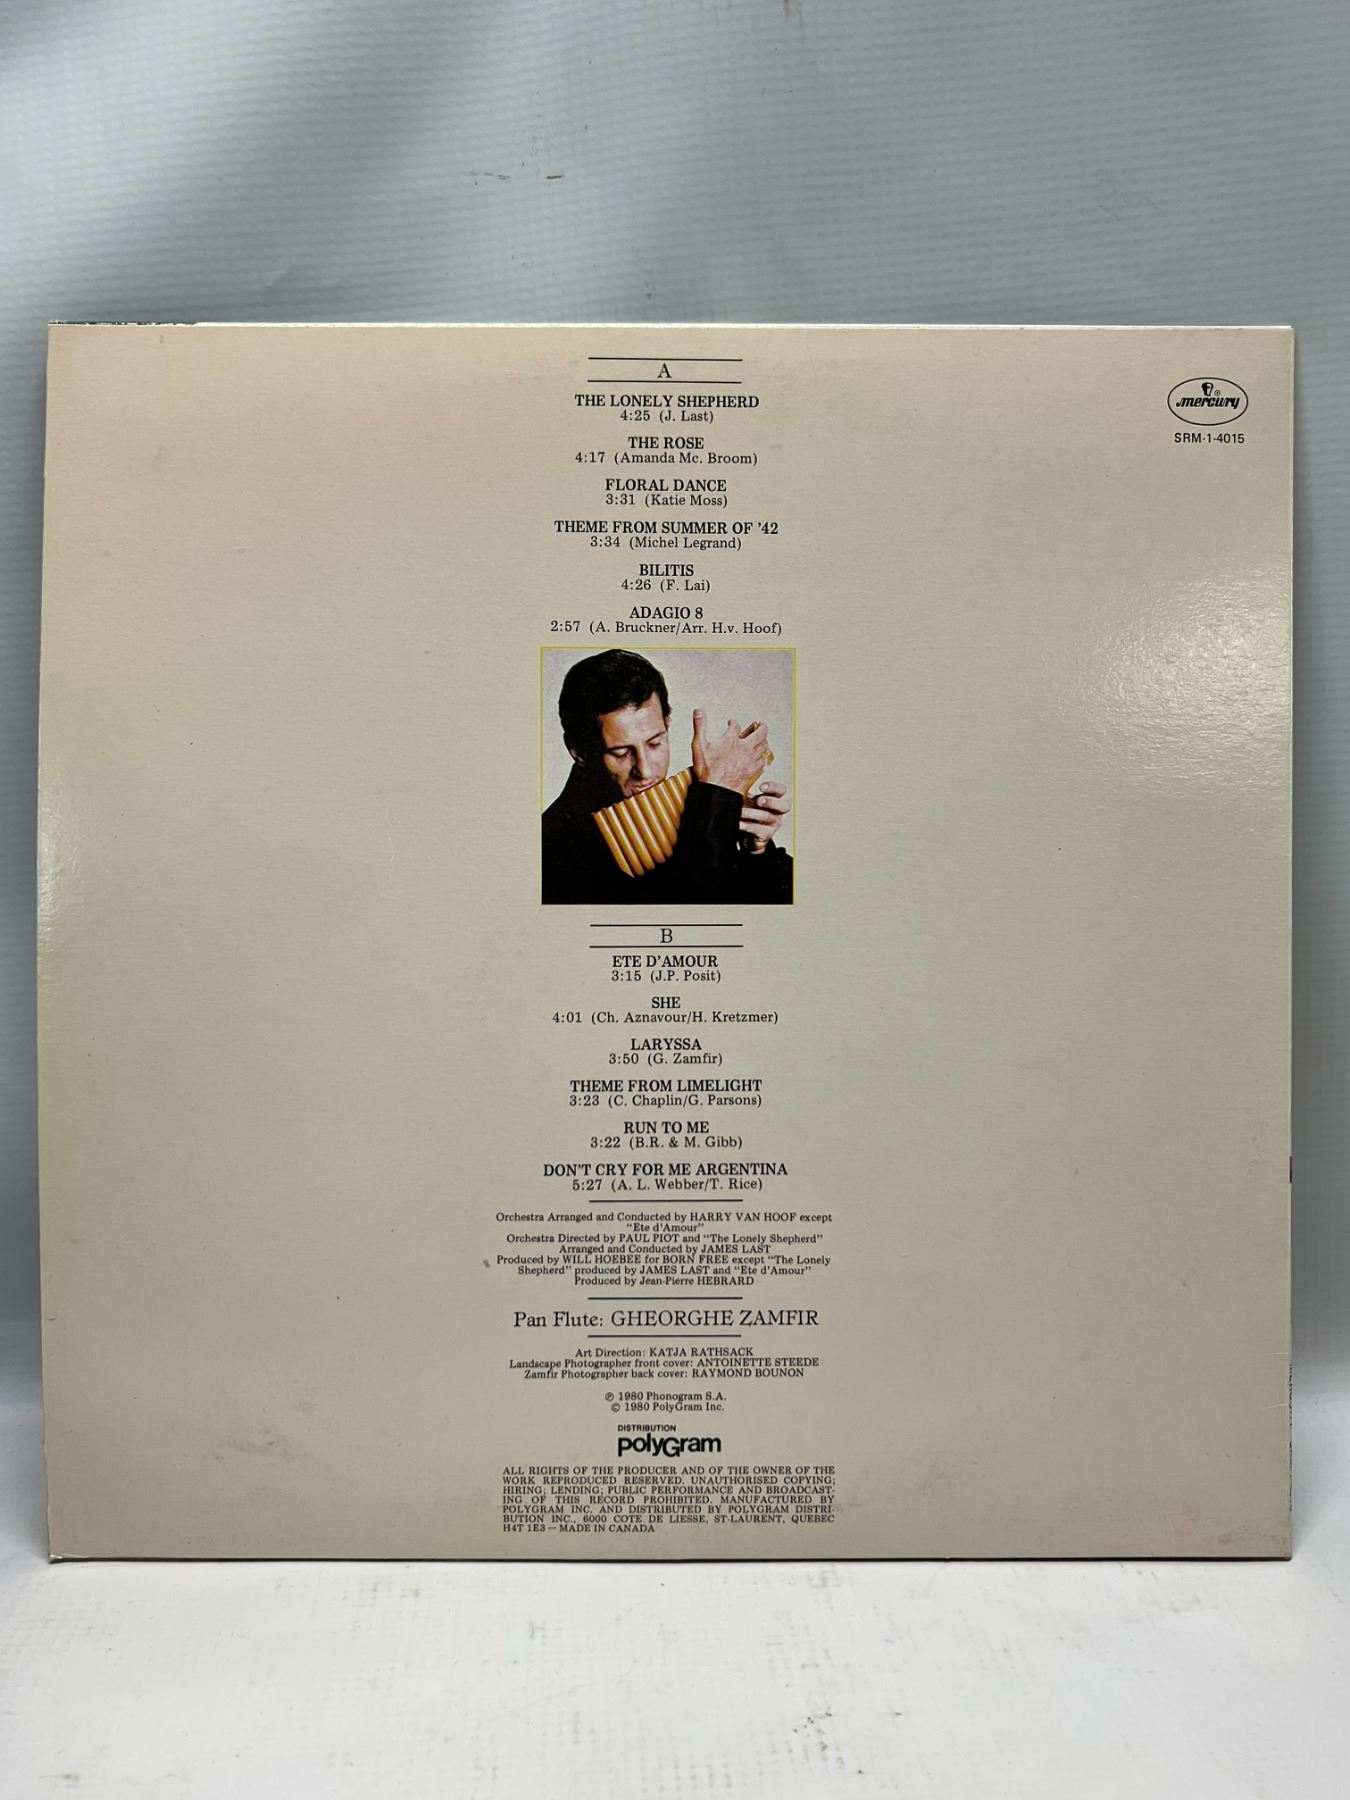 A
THE LONELY SHEPHERD
4:25 (J. Last)
THE ROSE
4:17 (Amanda Mc. Broom)
FLORAL DANCE
3:31 (Katie Moss)
THEME FROM SUMMER OF '42
3:34 (Michel Legrand)
BILITIS
4:26 (F. Lai)
ADAGIO 8
2:57 (A. Bruckner/Arr. H.v. Hoof)
mercury
SRM-1-4015
B
ETE D'AMOUR
3:15 (J.P. Posit)
SHE
4:01 (Ch. Aznavour/H. Kretzmer)
LARYSSA
3:50 (G. Zamfir)
THEME FROM LIMELIGHT
3:23 (C. Chaplin/G. Parsons)
RUN TO ME
3:22 (B.R. & M. Gibb)
DON'T CRY FOR ME ARGENTINA
5:27 (A. L. Webber/T. Rice)
Orchestra Arranged and Conducted by HARRY VAN HOOF except
"Ete d'Amour"
Orchestra Directed by PAUL PIOT and "The Lonely Shepherd"
Arranged and Conducted by JAMES LAST
Produced by WILL HOEBEE for BORN FREE except "The Lonely
Shepherd" produced by JAMES LAST and "Ete d'Amour"
Produced by Jean-Pierre HEBRARD
Pan Flute: GHEORGHE ZAMFIR
Art Direction: KATJA RATHSACK
Landscape Photographer front cover: ANTOINETTE STEEDE
Zamfir Photographer back cover: RAYMOND BOUNON
℗ 1980 Phonogram S.A.
© 1980 PolyGram Inc.
DISTRIBUTION
polyGram
ALL RIGHTS OF THE PRODUCER AND OF THE OWNER OF THE
WORK REPRODUCED RESERVED. UNAUTHORISED COPYING;
HIRING; LENDING; PUBLIC PERFORMANCE AND BROADCAST-
ING OF THIS RECORD PROHIBITED. MANUFACTURED BY
POLYGRAM INC. AND DISTRIBUTED BY POLYGRAM DISTRI-
BUTION INC., 6000 COTE DE LIESSE, ST-LAURENT, QUEBEC
H4T 1E3 — MADE IN CANADA